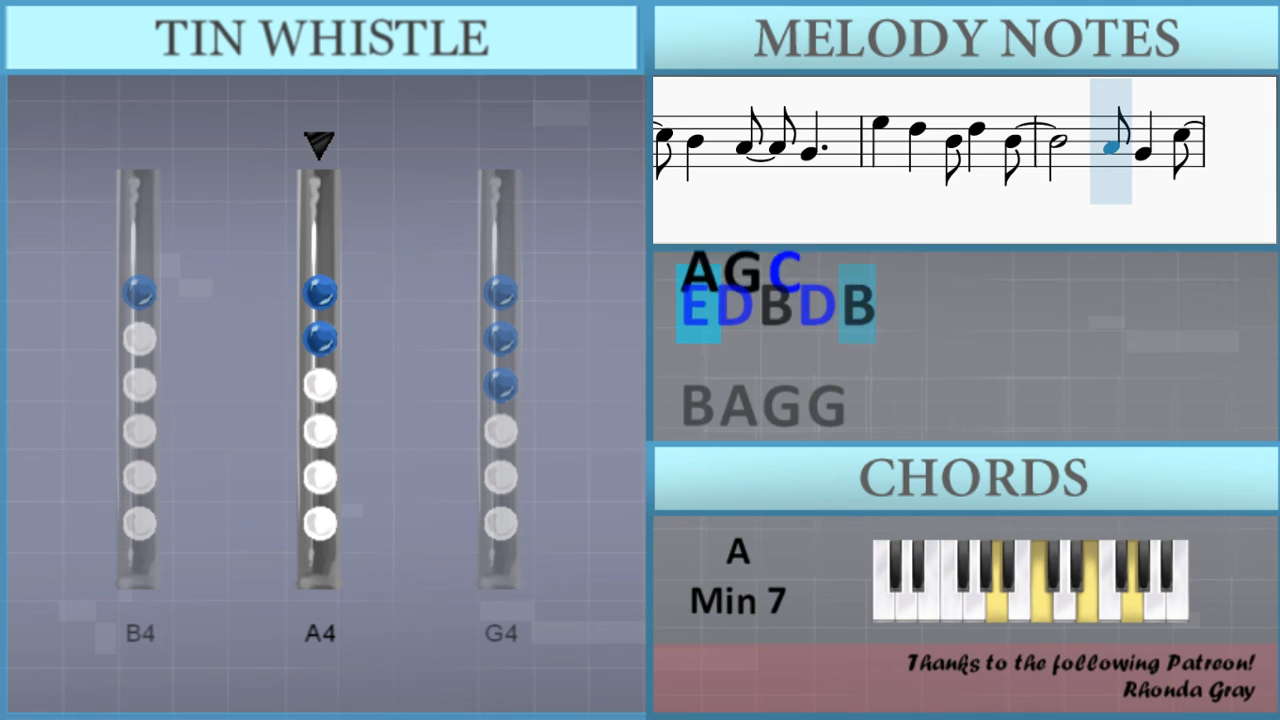 TIN WHISTLE
B4
A4
G4
MELODY NOTES
AGC
EDBDB
BAGG
CHORDS
A
Min 7
Thanks to the following Patreon!
Rhonda Gray